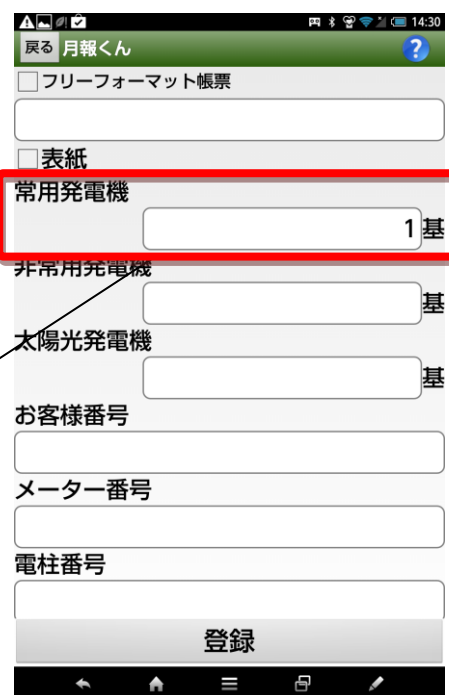 14:30
戻る 月報くん ?
フリーフォーマット帳票
表紙
常用発電機
1 基
非常用発電機
基
太陽光発電機
基
お客様番号
メーター番号
電柱番号
登録